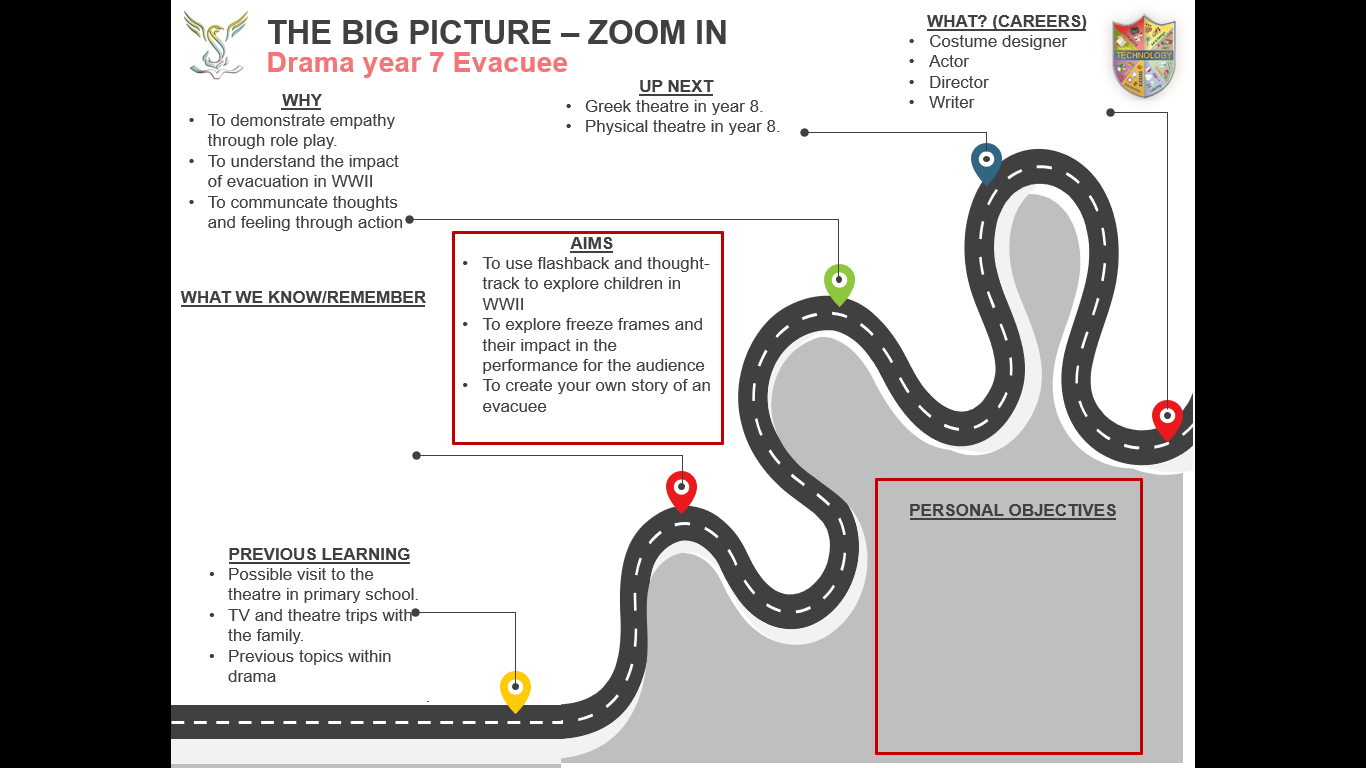 THE BIG PICTURE – ZOOM IN
Drama year 7 Evacuee
WHAT? (CAREERS)
• Costume designer
• Actor
• Director
• Writer
TECHNOLOGY
UP NEXT
• Greek theatre in year 8.
• Physical theatre in year 8.
WHY
• To demonstrate empathy
through role play.
• To understand the impact
of evacuation in WWII
• To communcate thoughts
and feeling through action
AIMS
• To use flashback and thought-
track to explore children in
WWII
• To explore freeze frames and
their impact in the
performance for the audience
• To create your own story of an
evacuee
WHAT WE KNOW/REMEMBER
PERSONAL OBJECTIVES
PREVIOUS LEARNING
• Possible visit to the
theatre in primary school.
• TV and theatre trips with
the family.
• Previous topics within
drama
.